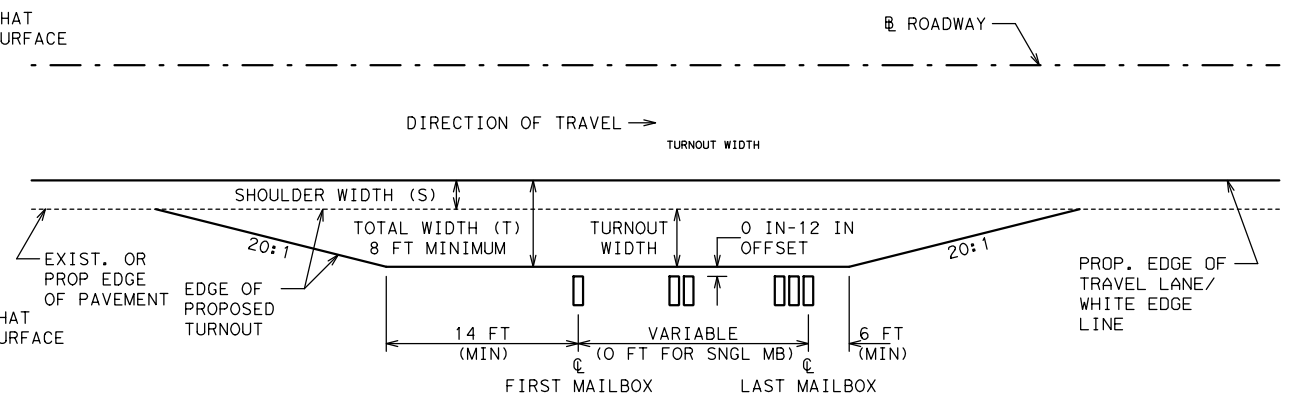 HAT
URFACE
℄ ROADWAY
DIRECTION OF TRAVEL
TURNOUT WIDTH
SHOULDER WIDTH (S)
TOTAL WIDTH (T)
8 FT MINIMUM
TURNOUT
WIDTH
0 IN-12 IN
OFFSET
20:1
20:1
EXIST. OR
PROP EDGE
OF PAVEMENT
EDGE OF
PROPOSED
TURNOUT
PROP. EDGE OF
TRAVEL LANE/
WHITE EDGE
LINE
HAT
URFACE
14 FT
(MIN)
VARIABLE
(0 FT FOR SNGL MB)
6 FT
(MIN)
℄
FIRST MAILBOX
℄
LAST MAILBOX